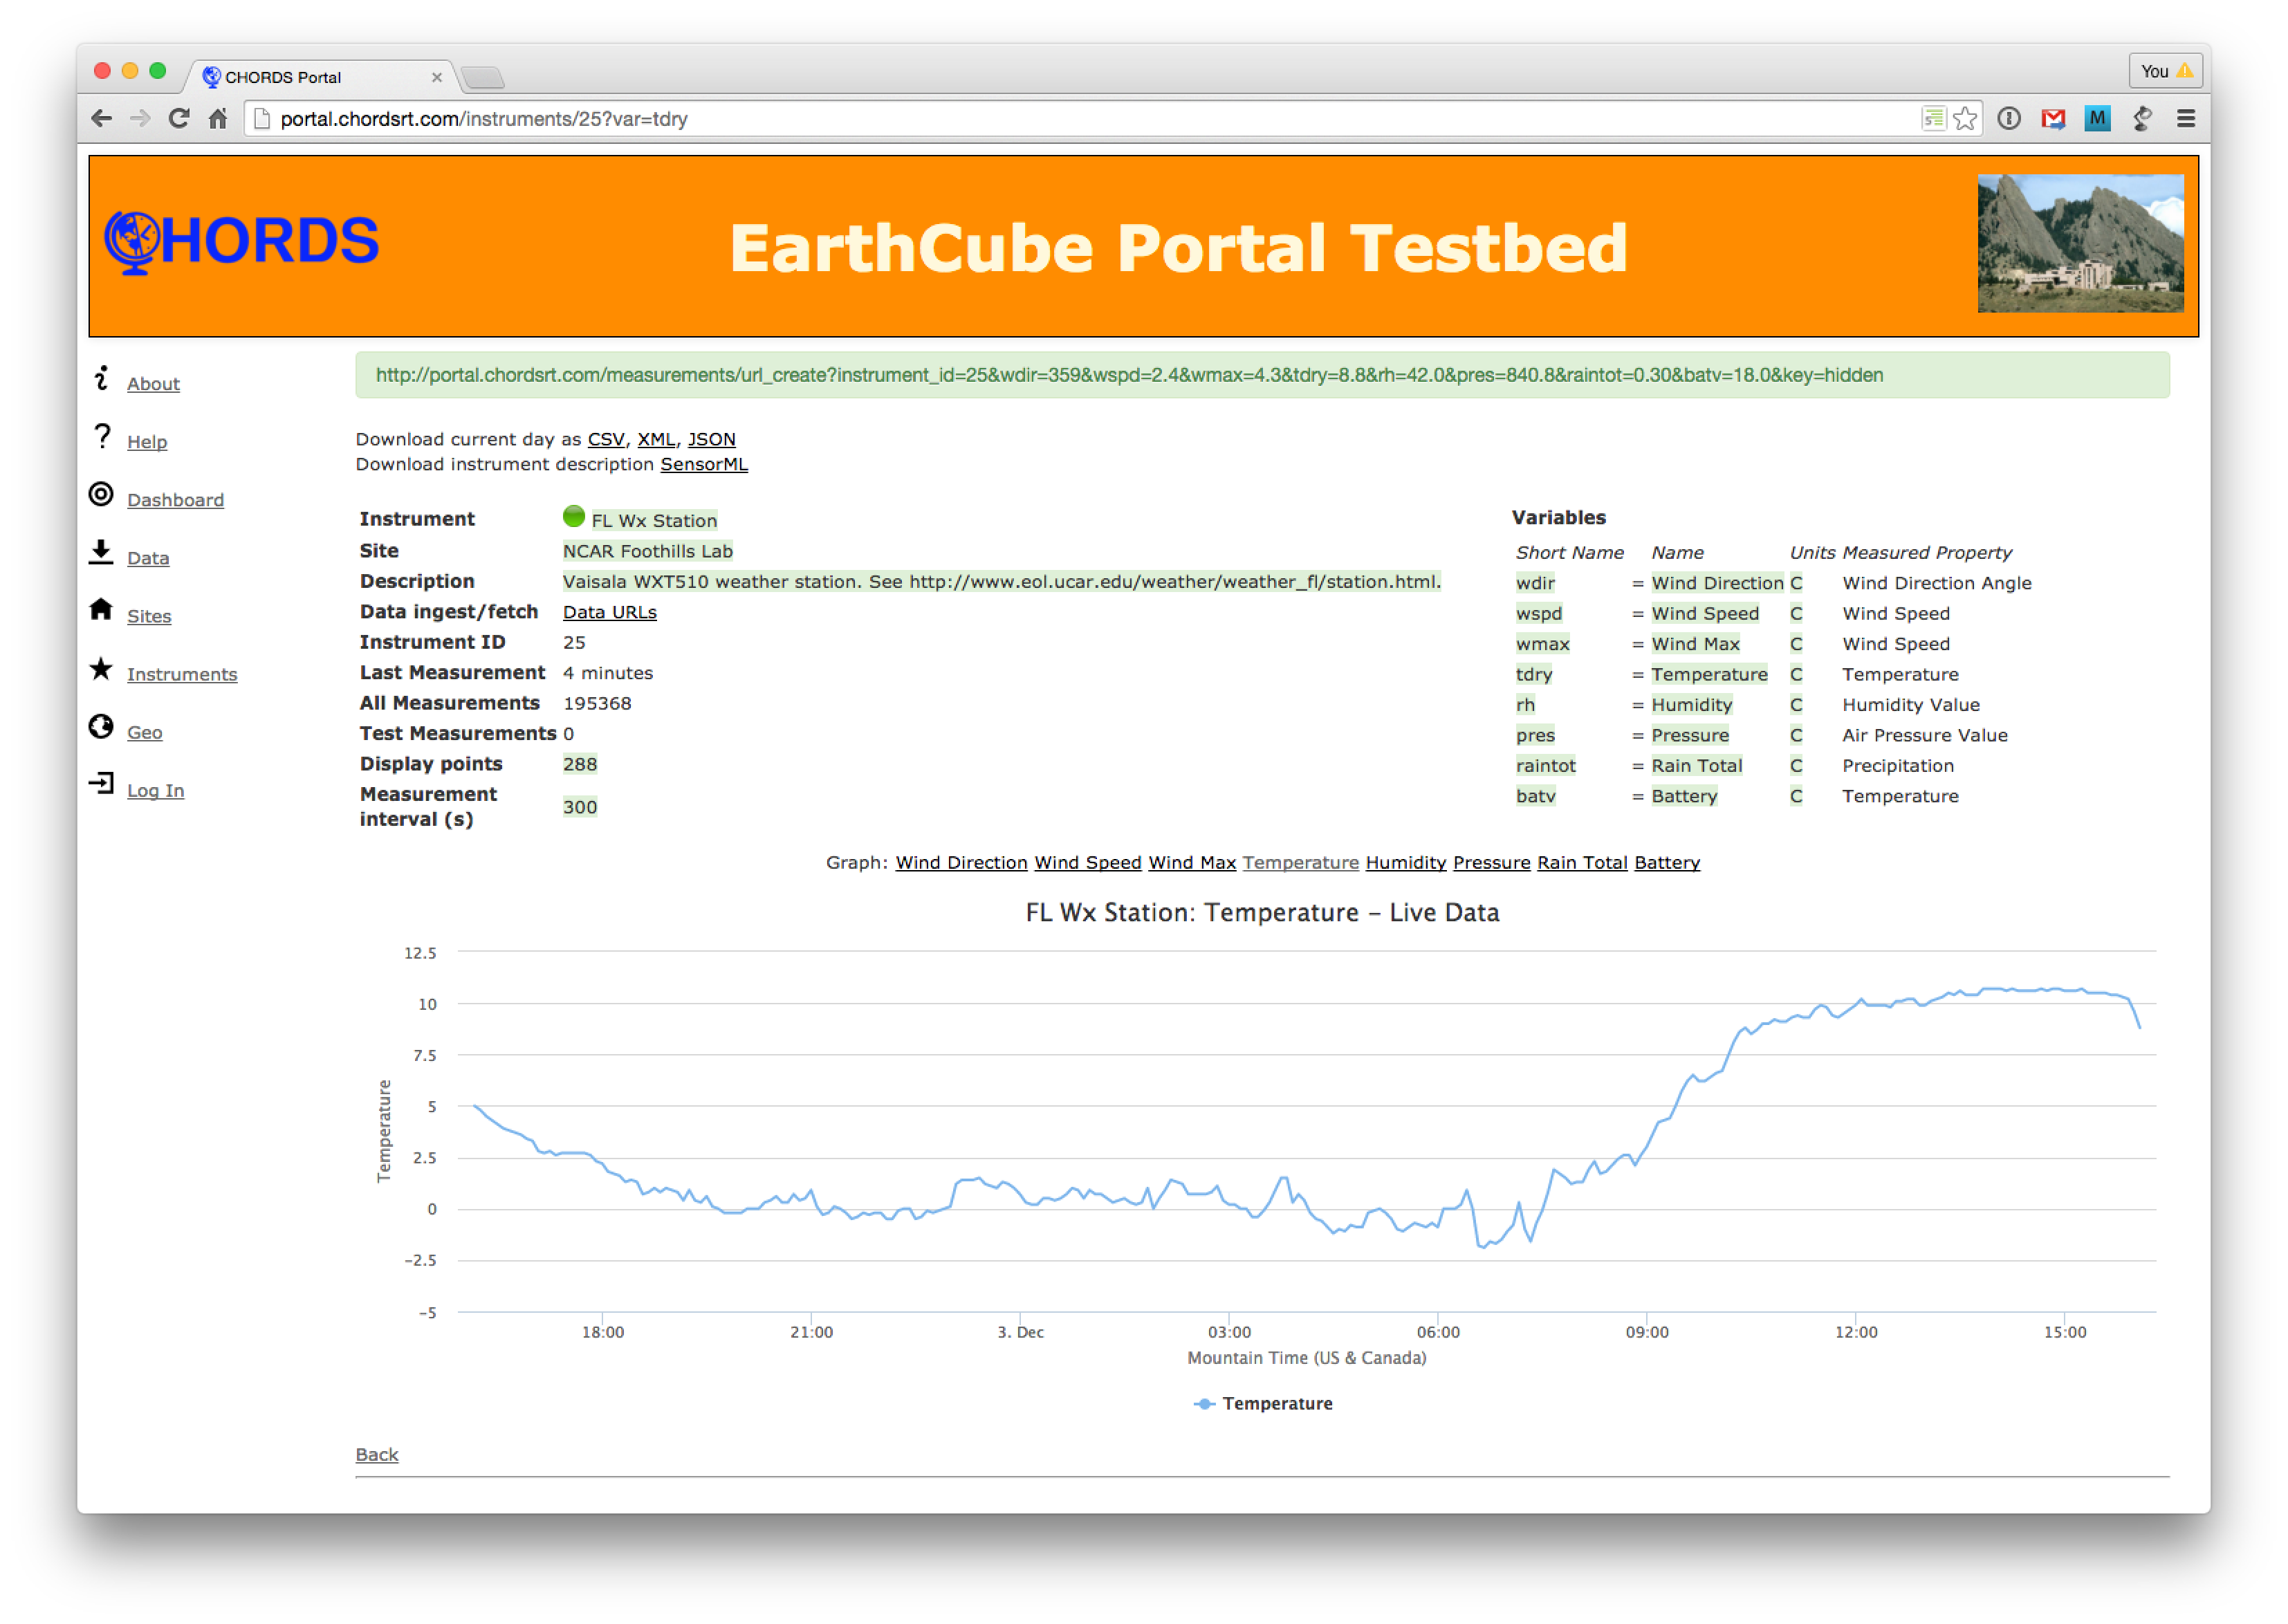 CHORDS Portal
You
portal.chordsrt.com/instruments/25?var=tdry
S
M
CHORDS
EarthCube Portal Testbed
http://portal.chordsrt.com/measurements/url_create?instrument_id=25&wdir=359&wspd=2.4&wmax=4.3&tdry=8.8&rh=42.0&pres=840.8&raintot=0.30&batv=18.0&key=hidden
About
Help
Dashboard
Data
Sites
Instruments
Geo
Log In
Download current day as CSV, XML, JSON
Download instrument description SensorML
Instrument FL Wx Station
Site NCAR Foothills Lab
Description Vaisala WXT510 weather station. See http://www.eol.ucar.edu/weather/weather_fl/station.html.
Data ingest/fetch Data URLs
Instrument ID 25
Last Measurement 4 minutes
All Measurements 195368
Test Measurements 0
Display points 288
Measurement interval (s) 300
Variables
Short Name Name Units Measured Property
wdir = Wind Direction C Wind Direction Angle
wspd = Wind Speed C Wind Speed
wmax = Wind Max C Wind Speed
tdry = Temperature C Temperature
rh = Humidity C Humidity Value
pres = Pressure C Air Pressure Value
raintot = Rain Total C Precipitation
batv = Battery C Temperature
Graph: Wind Direction Wind Speed Wind Max Temperature Humidity Pressure Rain Total Battery
FL Wx Station: Temperature – Live Data
Temperature
12.5
10
7.5
5
2.5
0
−2.5
−5
18:00 21:00 3. Dec 03:00 06:00 09:00 12:00 15:00
Mountain Time (US & Canada)
Temperature
Back